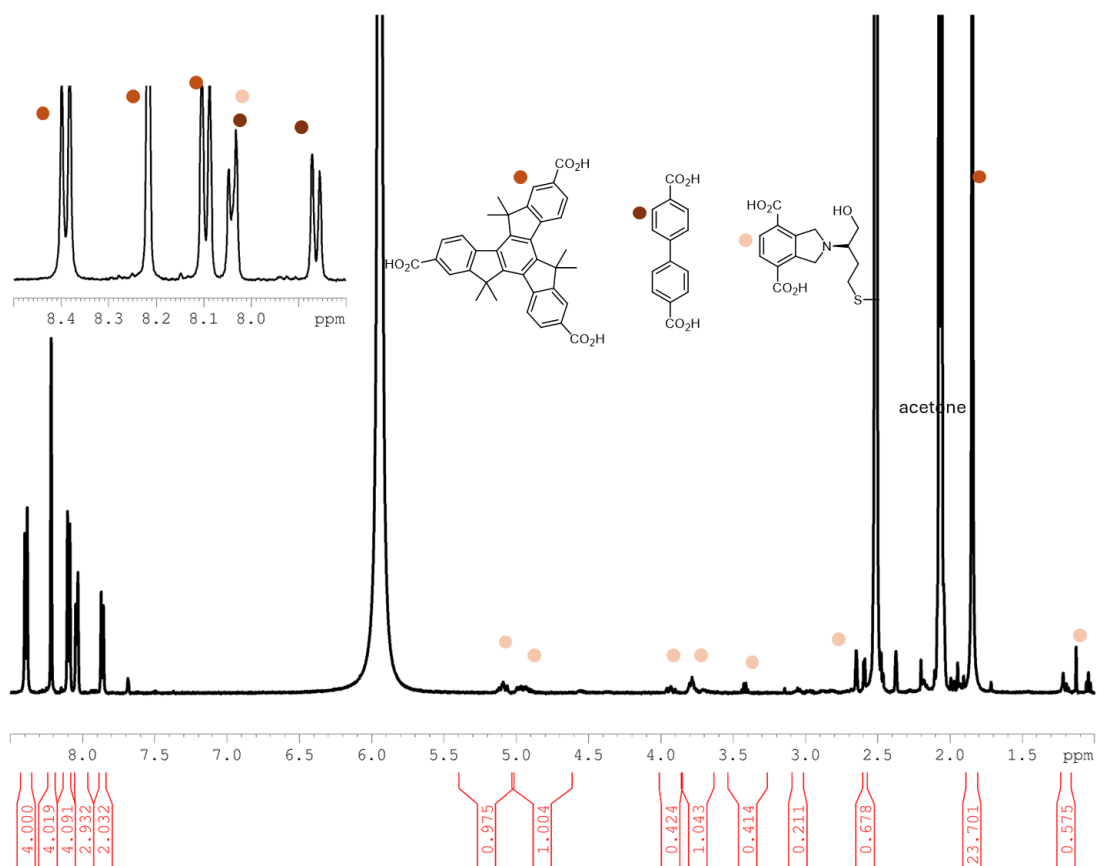 8.4 8.3 8.2 8.1 8.0 ppm
CO₂H
HO₂C
CO₂H
CO₂H
CO₂H
HO₂C
HO
N
CO₂H
S
acetone
8.0 7.5 7.0 6.5 6.0 5.5 5.0 4.5 4.0 3.5 3.0 2.5 2.0 1.5 ppm
4.000
4.019
4.091
2.932
2.032
0.975
1.004
0.424
1.043
0.414
0.211
0.678
23.701
0.575